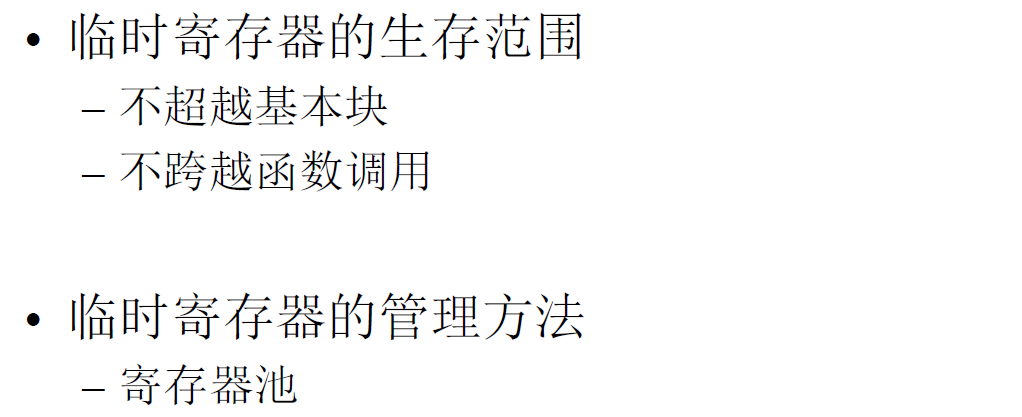 • 临时寄存器的生存范围
– 不超越基本块
– 不跨越函数调用
• 临时寄存器的管理方法
– 寄存器池